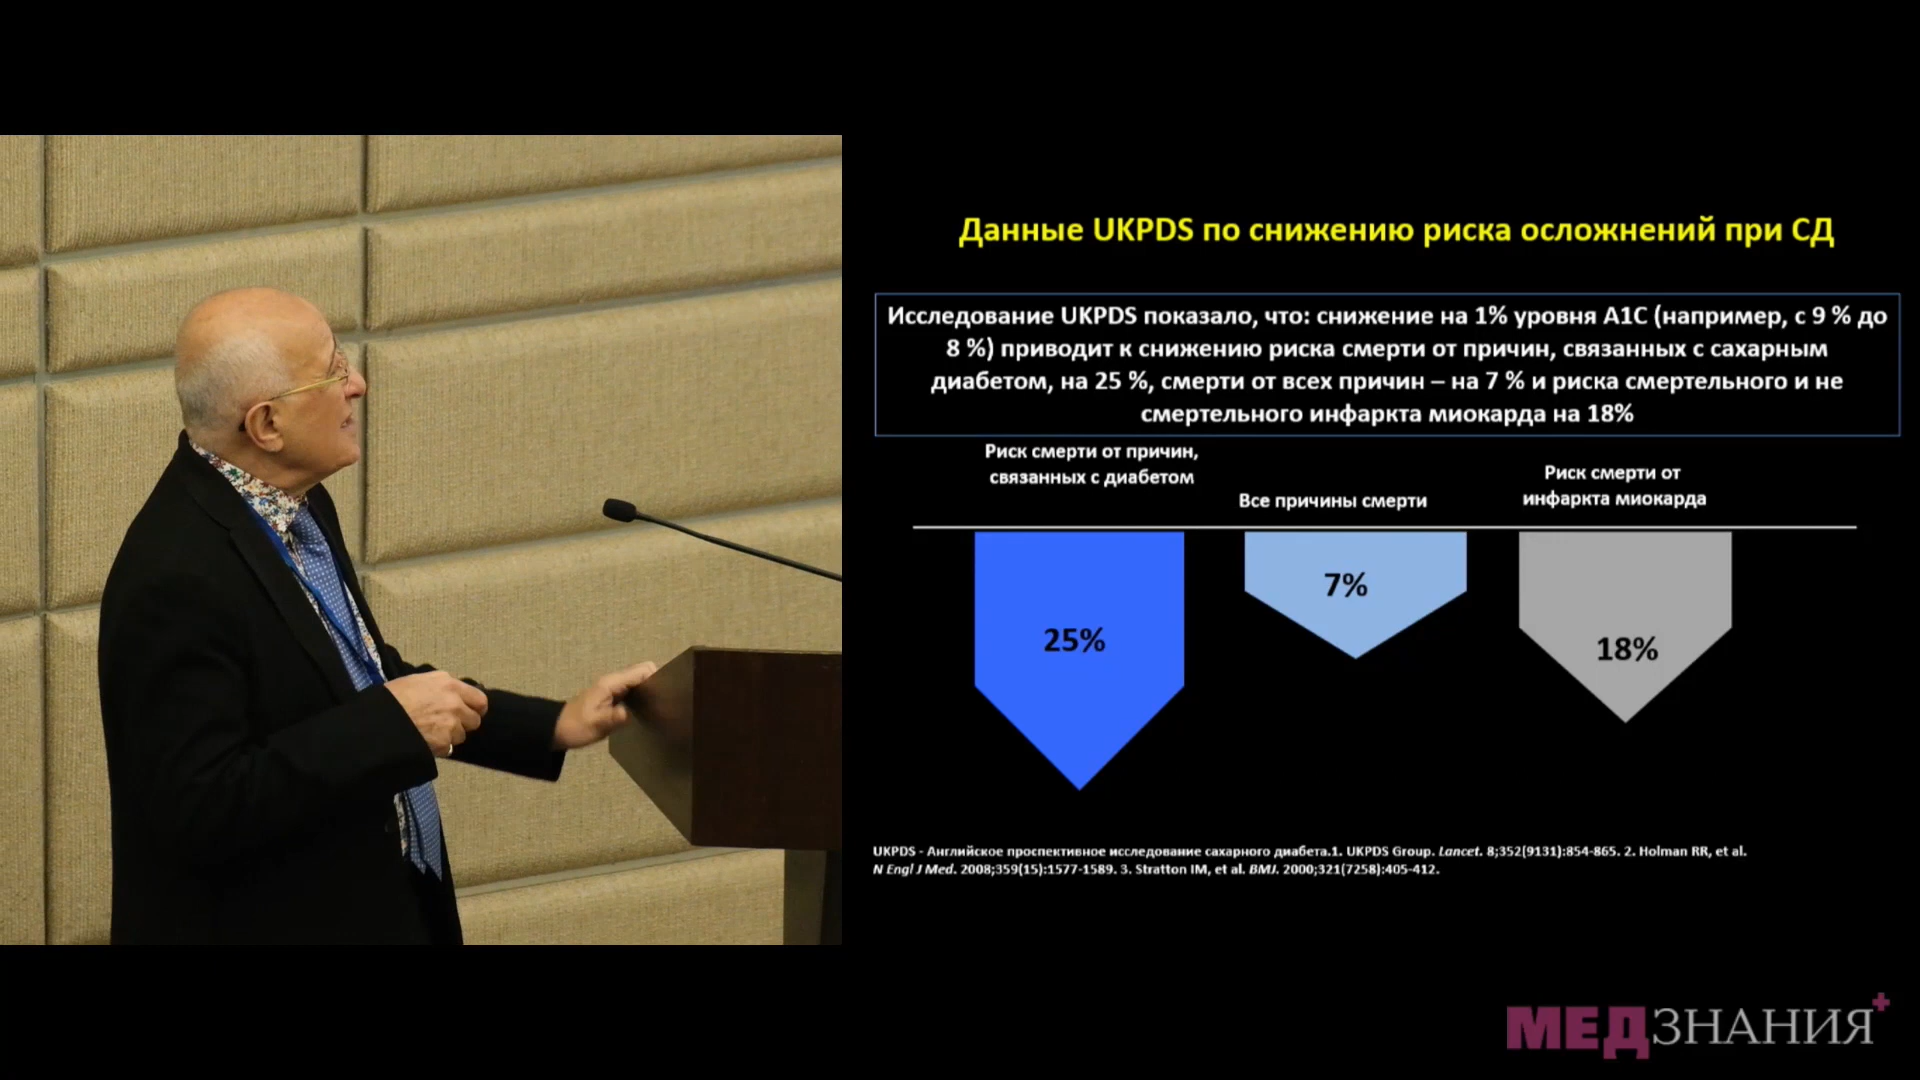 Данные UKPDS по снижению риска осложнений при СД
Исследование UKPDS показало, что: снижение на 1% уровня A1C (например, с 9 % до
8 %) приводит к снижению риска смерти от причин, связанных с сахарным
диабетом, на 25 %, смерти от всех причин – на 7 % и риска смертельного и не
смертельного инфаркта миокарда на 18%
Риск смерти от причин,
связанных с диабетом
Все причины смерти
Риск смерти от
инфаркта миокарда
25%
7%
18%
UKPDS - Английское проспективное исследование сахарного диабета.1. UKPDS Group. Lancet. 8;352(9131):854-865. 2. Holman RR, et al.
N Engl J Med. 2008;359(15):1577-1589. 3. Stratton IM, et al. BMJ. 2000;321(7258):405-412.
МЕДЗНАНИЯ+